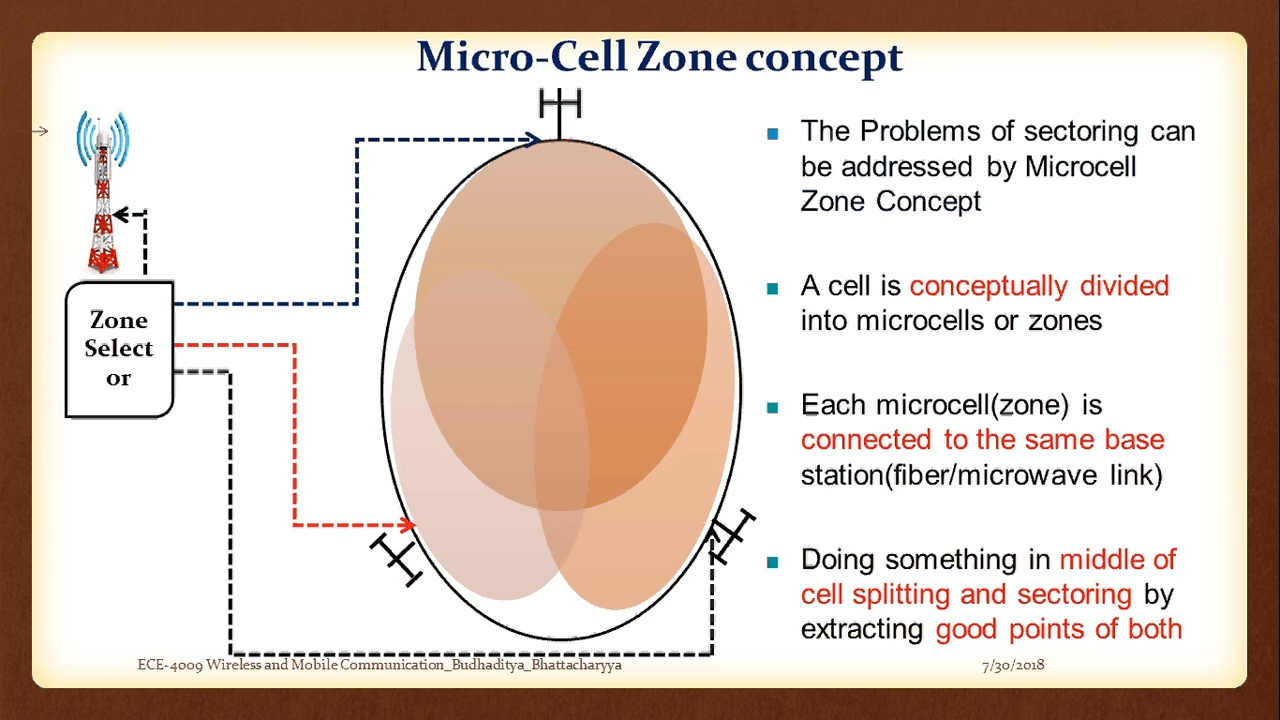 Micro-Cell Zone concept
Zone
Select
or
▪ The Problems of sectoring can
be addressed by Microcell
Zone Concept
▪ A cell is conceptually divided
into microcells or zones
▪ Each microcell(zone) is
connected to the same base
station(fiber/microwave link)
▪ Doing something in middle of
cell splitting and sectoring by
extracting good points of both
ECE-4009 Wireless and Mobile Communication_Budhaditya_Bhattacharyya
7/30/2018